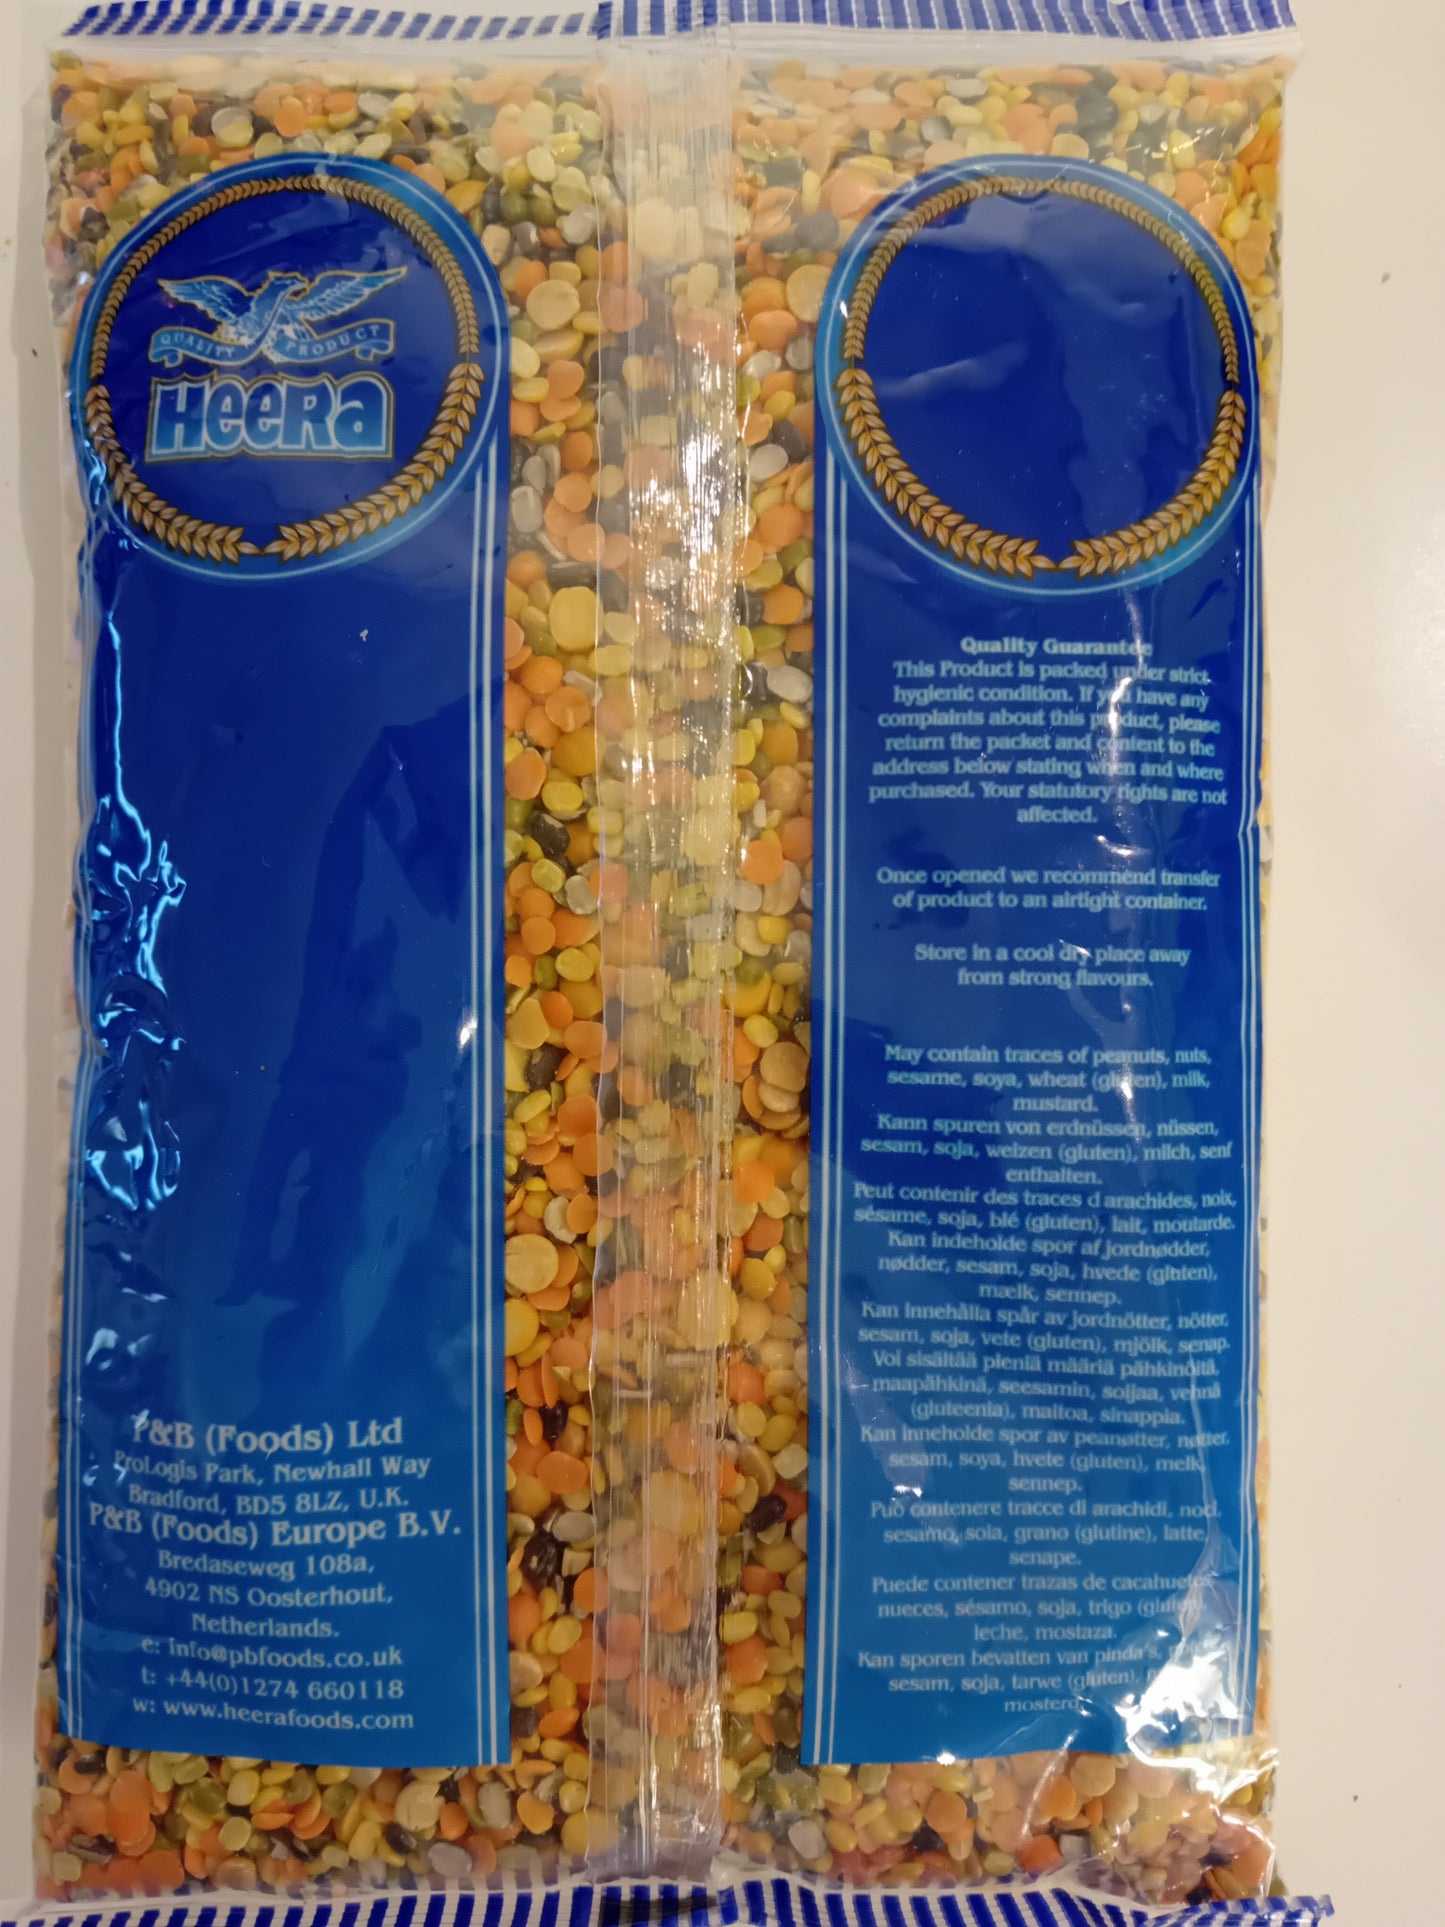 QUALITY PRODUCT
HEERA
P&B (Foods) Ltd
ProLogis Park, Newhall Way
Bradford, BD5 8LZ, U.K.
P&B (Foods) Europe B.V.
Bredaseweg 108a,
4902 NS Oosterhout,
Netherlands.
e: info@pbfoods.co.uk
t: +44(0)1274 660118
w: www.heerafoods.com
Quality Guarantee
This Product is packed under strict
hygienic condition. If you have any
complaints about this product, please
return the packet and content to the
address below stating when and where
purchased. Your statutory rights are not
affected.
Once opened we recommend transfer
of product to an airtight container.
Store in a cool dry place away
from strong flavours.
May contain traces of peanuts, nuts,
sesame, soya, wheat (gluten), milk,
mustard.
Kann spuren von erdnüssen, nüssen,
sesam, soja, weizen (gluten), milch, senf
enthalten.
Peut contenir des traces d arachides, noix,
sésame, soja, blé (gluten), lait, moutarde.
Kan indeholde spor af jordnødder,
nødder, sesam, soja, hvede (gluten),
mælk, sennep.
Kan innehålla spår av jordnötter, nötter,
sesam, soja, vete (gluten), mjölk, senap.
Voi sisältää pieniä määriä pähkinöitä,
maapähkinä, seesamin, soijaa, vehnä
(gluteenia), maitoa, sinappia.
Kan inneholde spor av peanøtter, nøtter,
sesam, soya, hvete (gluten), melk,
sennep.
Può contenere tracce di arachidi, noci,
sesamo, soia, grano (glutine), latte,
senape.
Puede contener trazas de cacahuetes,
nueces, sésamo, soja, trigo (gluten),
leche, mostaza.
Kan sporen bevatten van pinda's,
sesam, soja, tarwe (gluten),
mosterd.